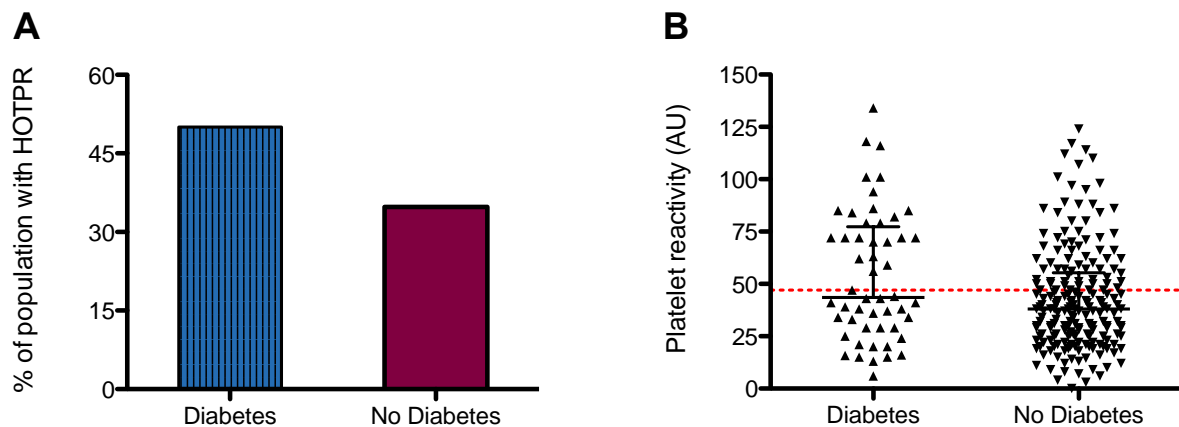 A
% of population with HOTPR
60
45
30
15
0
Diabetes
No Diabetes
B
Platelet reactivity (AU)
150
125
100
75
50
25
0
Diabetes
No Diabetes